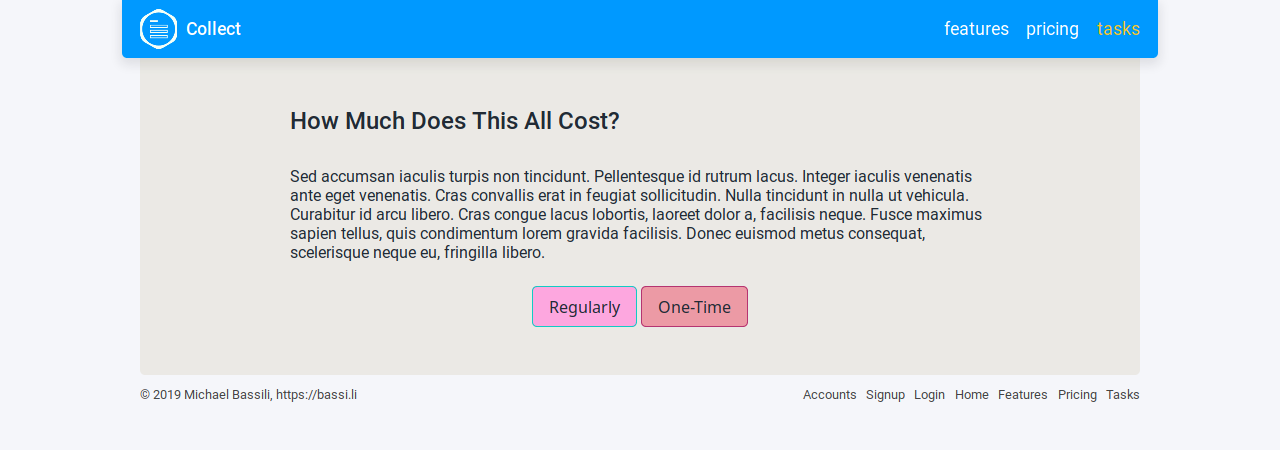 Collect
features pricing tasks
How Much Does This All Cost?
Sed accumsan iaculis turpis non tincidunt. Pellentesque id rutrum lacus. Integer iaculis venenatis
ante eget venenatis. Cras convallis erat in feugiat sollicitudin. Nulla tincidunt in nulla ut vehicula.
Curabitur id arcu libero. Cras congue lacus lobortis, laoreet dolor a, facilisis neque. Fusce maximus
sapien tellus, quis condimentum lorem gravida facilisis. Donec euismod metus consequat,
scelerisque neque eu, fringilla libero.
Regularly One-Time
© 2019 Michael Bassili, https://bassi.li
Accounts Signup Login Home Features Pricing Tasks